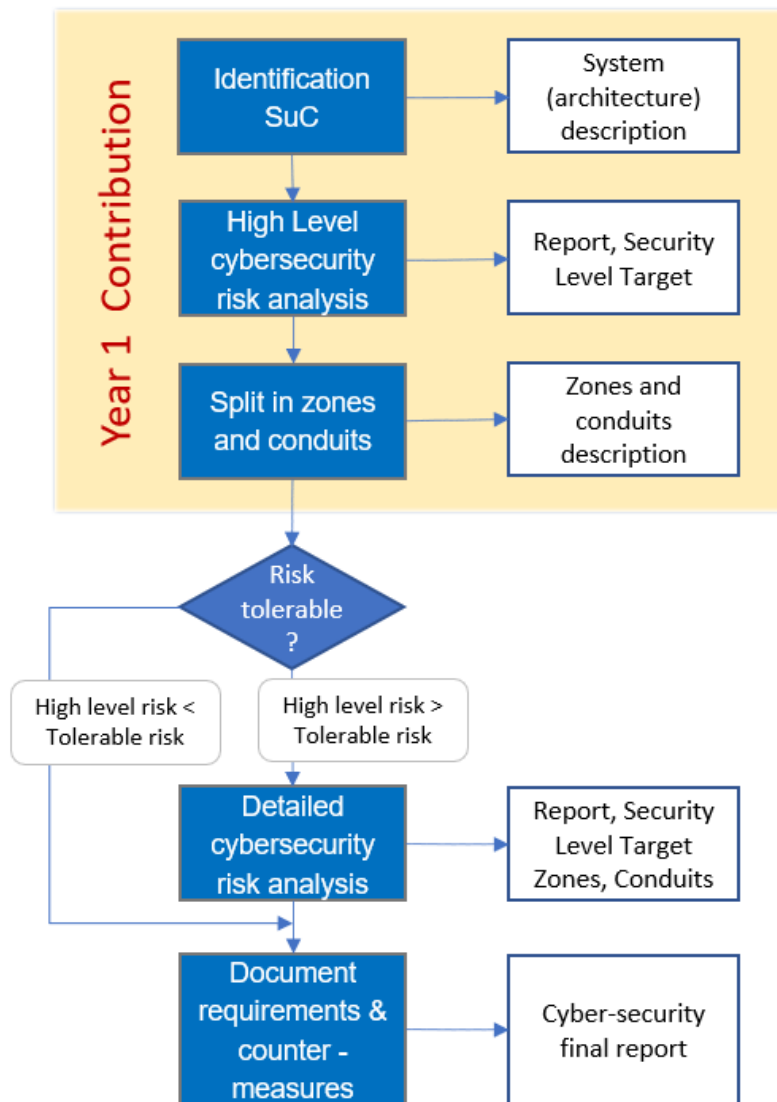 Year 1 Contribution
Identification
SuC
System
(architecture)
description
High Level
cybersecurity
risk analysis
Report, Security
Level Target
Split in zones
and conduits
Zones and
conduits
description
Risk
tolerable
?
High level risk <
Tolerable risk
High level risk >
Tolerable risk
Detailed
cybersecurity
risk analysis
Report, Security
Level Target
Zones, Conduits
Document
requirements &
counter -
measures
Cyber-security
final report